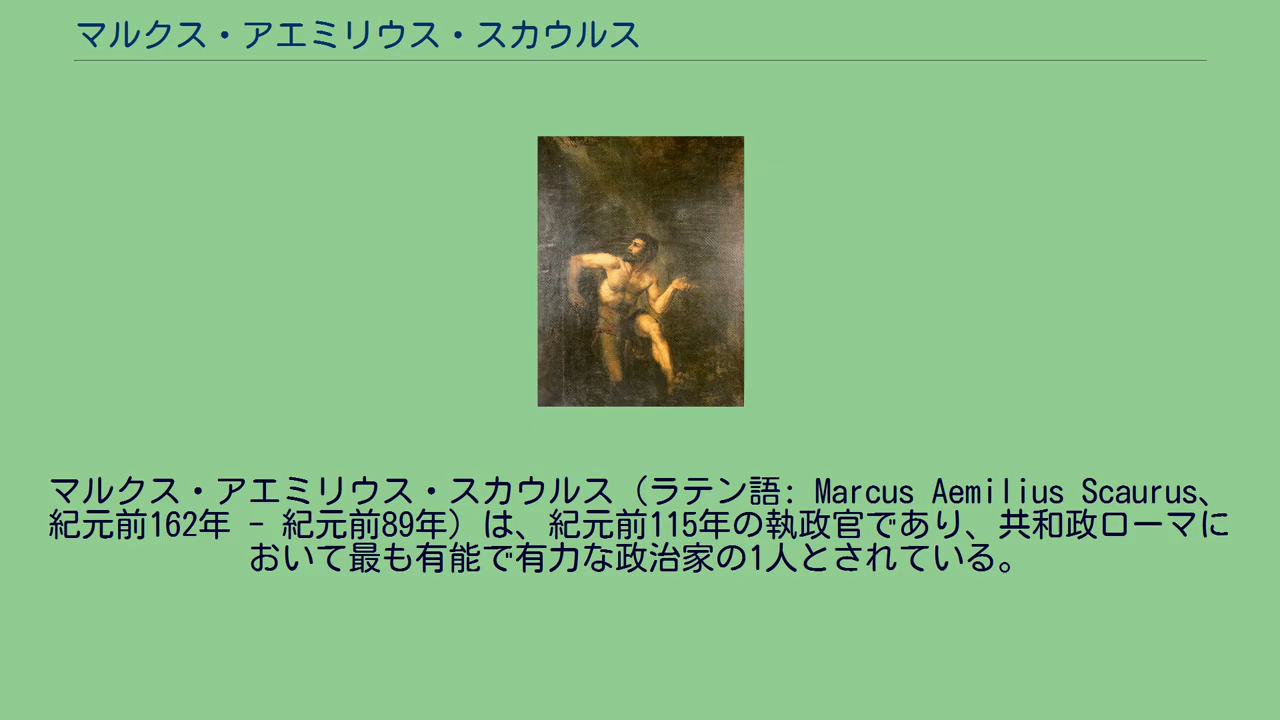 マルクス・アエミリウス・スカウルス
マルクス・アエミリウス・スカウルス（ラテン語: Marcus Aemilius Scaurus、
紀元前162年 - 紀元前89年）は、紀元前115年の執政官であり、共和政ローマに
おいて最も有能で有力な政治家の1人とされている。